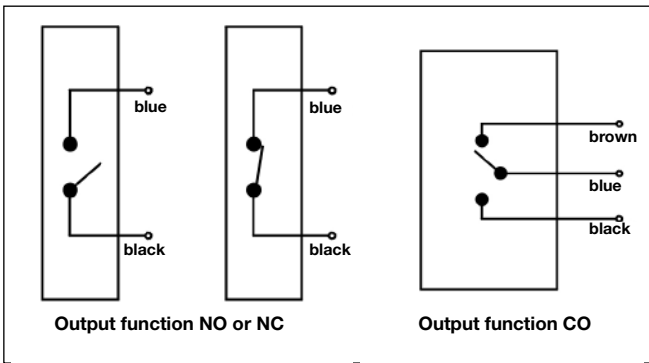 blue
black
blue
black
Output function NO or NC
brown
blue
black
Output function CO